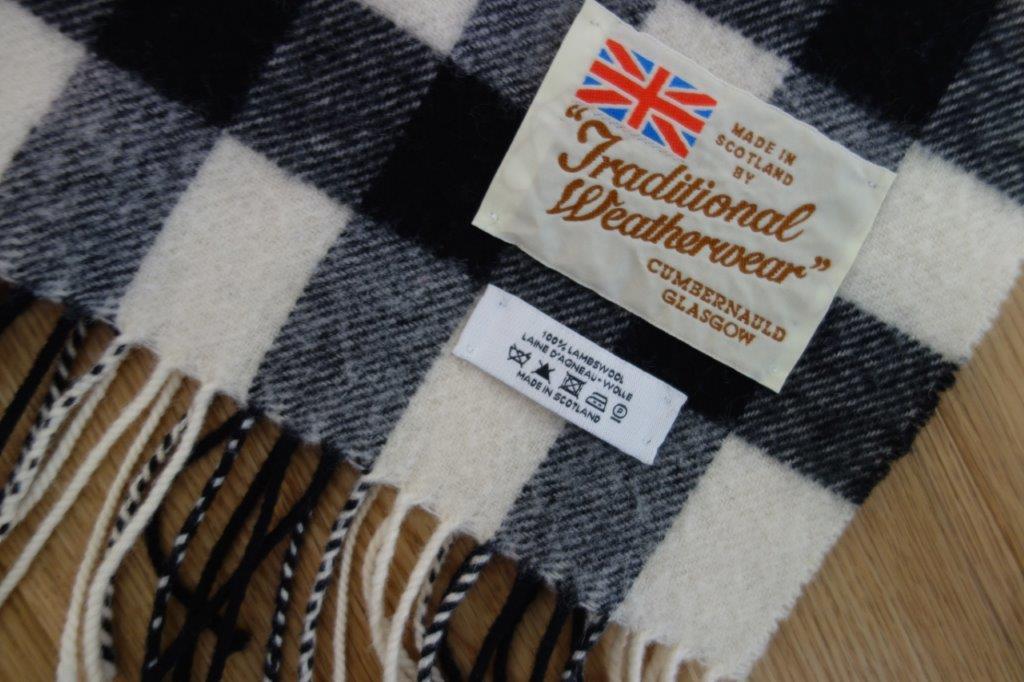 MADE IN
SCOTLAND
BY
“Traditional
Weatherwear”
CUMBERNAULD
GLASGOW
100% LAMBSWOOL
LAINE D'AGNEAU-WOLLE
P
MADE IN SCOTLAND